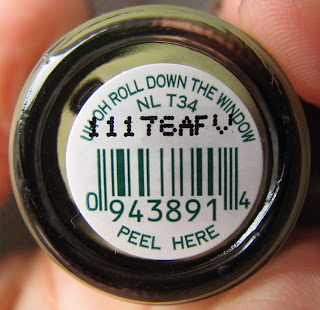 UH-OH ROLL DOWN THE WINDOW
NL T34
11176AFV
0 943891 4
PEEL HERE